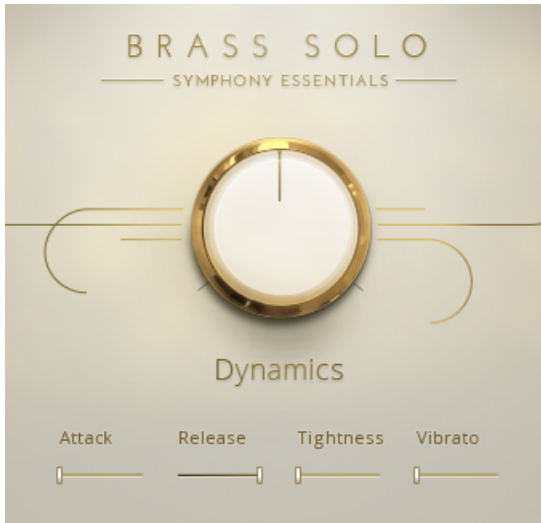 BRASS SOLO
SYMPHONY ESSENTIALS
Dynamics
Attack Release Tightness Vibrato